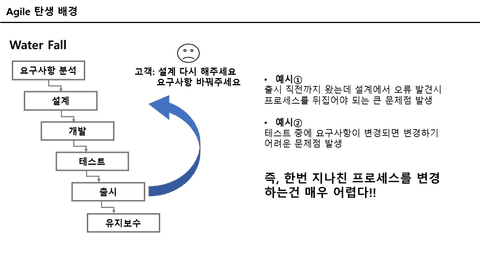 Agile 탄생 배경
Water Fall
고객: 설계 다시 해주세요
요구사항 바꿔주세요
요구사항 분석
설계
개발
테스트
출시
유지보수
• 예시①
출시 직전까지 왔는데 설계에서 오류 발견시
프로세스를 뒤집어야 되는 큰 문제점 발생
• 예시②
테스트 중에 요구사항이 변경되면 변경하기
어려운 문제점 발생
즉, 한번 지나친 프로세스를 변경
하는건 매우 어렵다!!